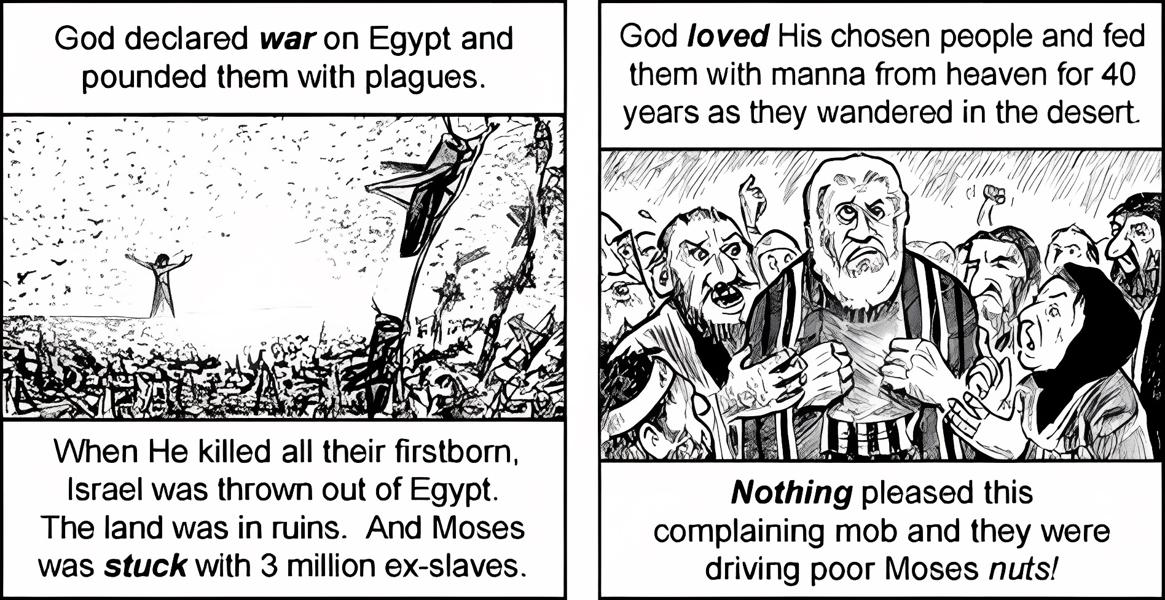 God declared war on Egypt and
pounded them with plagues.
When He killed all their firstborn,
Israel was thrown out of Egypt.
The land was in ruins.  And Moses
was stuck with 3 million ex-slaves.
God loved His chosen people and fed
them with manna from heaven for 40
years as they wandered in the desert.
Nothing pleased this
complaining mob and they were
driving poor Moses nuts!